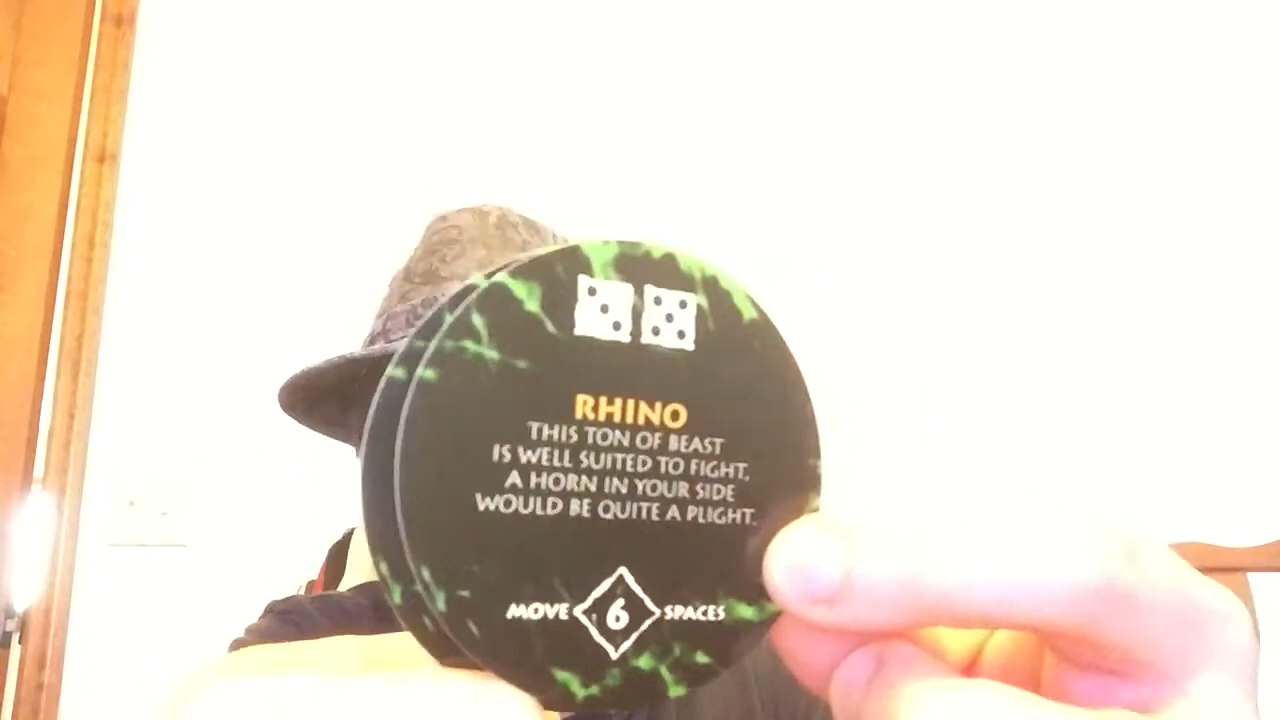 RHINO
THIS TON OF BEAST
IS WELL SUITED TO FIGHT,
A HORN IN YOUR SIDE
WOULD BE QUITE A PLIGHT.
MOVE 6 SPACES